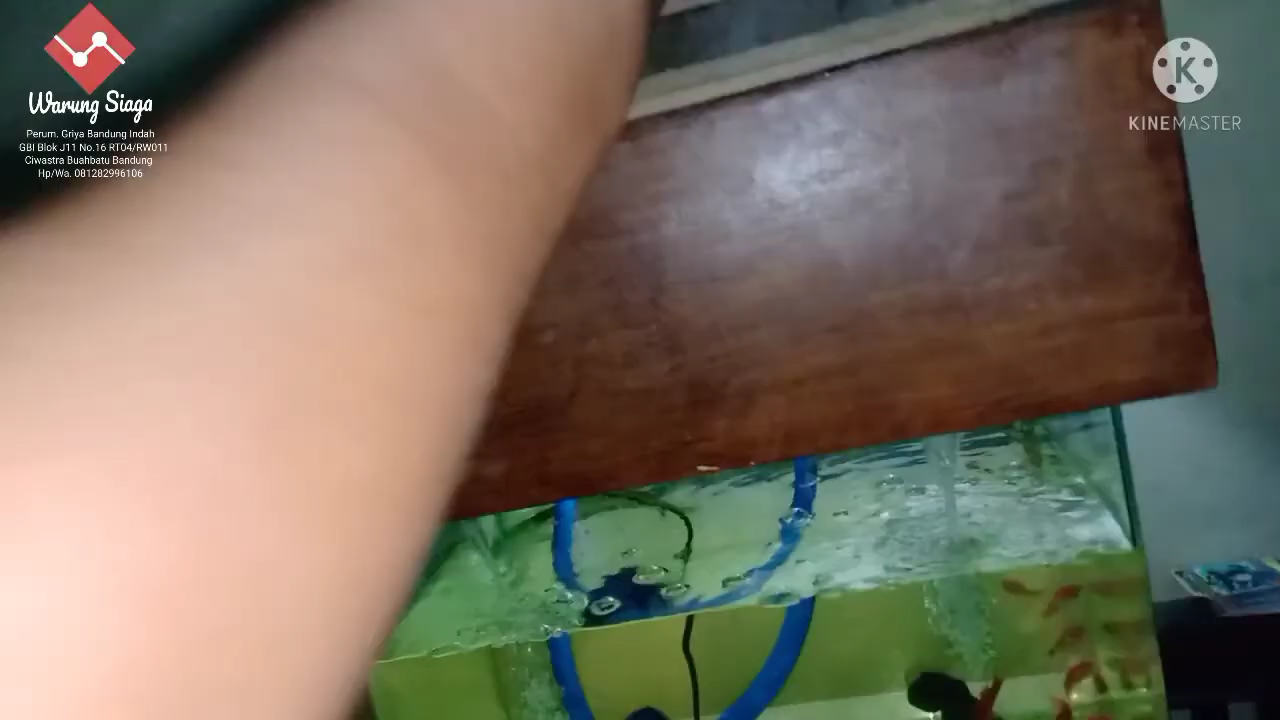 Warung Siaga
Perum. Griya Bandung Indah
GBI Blok J11 No.16 RT04/RW011
Ciwastra Buahbatu Bandung
Hp/Wa. 081282996106
K
KINEMASTER